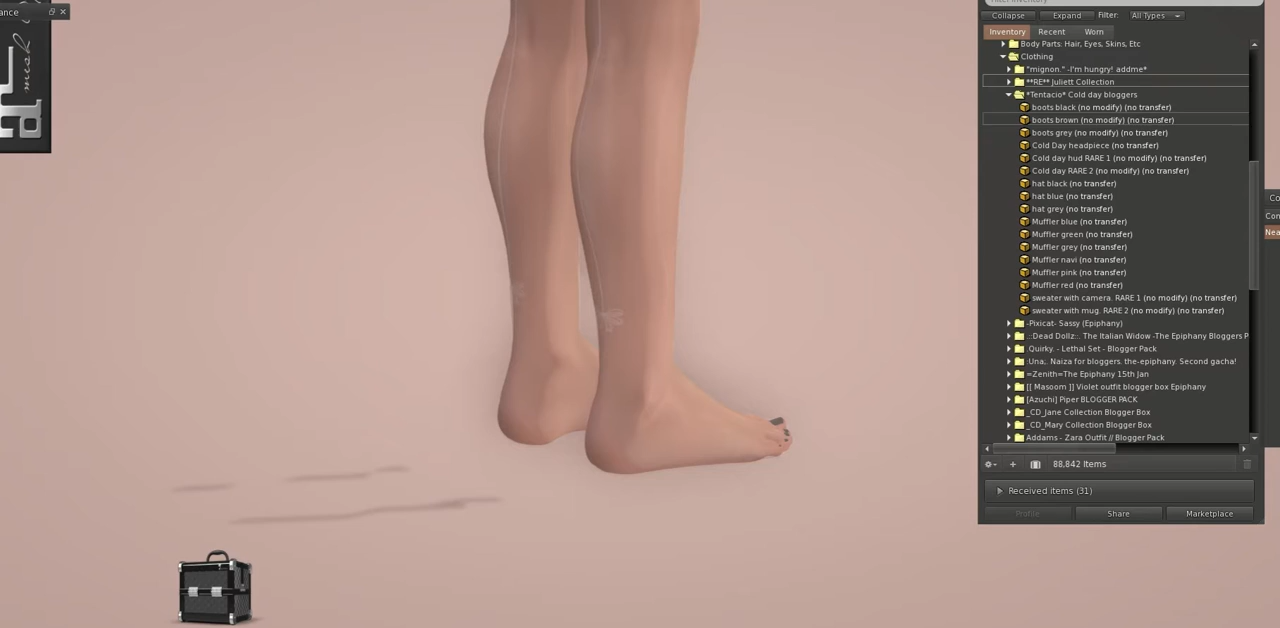 ance
mesh
Filter Inventory
Collapse Expand Filter: All Types
Inventory Recent Worn
Body Parts: Hair, Eyes, Skins, Etc
Clothing
"mignon." -I'm hungry! addme*
**RE** Juliett Collection
*Tentacio* Cold day bloggers
boots black (no modify) (no transfer)
boots brown (no modify) (no transfer)
boots grey (no modify) (no transfer)
Cold Day headpiece (no transfer)
Cold day hud RARE 1 (no modify) (no transfer)
Cold day RARE 2 (no modify) (no transfer)
hat black (no transfer)
hat blue (no transfer)
hat grey (no transfer)
Muffler blue (no transfer)
Muffler green (no transfer)
Muffler grey (no transfer)
Muffler navi (no transfer)
Muffler pink (no transfer)
Muffler red (no transfer)
sweater with camera. RARE 1 (no modify) (no transfer)
sweater with mug. RARE 2 (no modify) (no transfer)
-Pixicat- Sassy (Epiphany)
.::Dead Dollz::. The Italian Widow -The Epiphany Bloggers P
.Quirky. - Lethal Set - Blogger Pack
:Una:. Naiza for bloggers. the-epiphany. Second gacha!
=Zenith=The Epiphany 15th Jan
[[ Masoom ]] Violet outfit blogger box Epiphany
[Azuchi] Piper BLOGGER PACK
_CD_Jane Collection Blogger Box
_CD_Mary Collection Blogger Box
Addams - Zara Outfit // Blogger Pack
88,842 Items
Received items (31)
Profile Share Marketplace
Co
Con
Nea